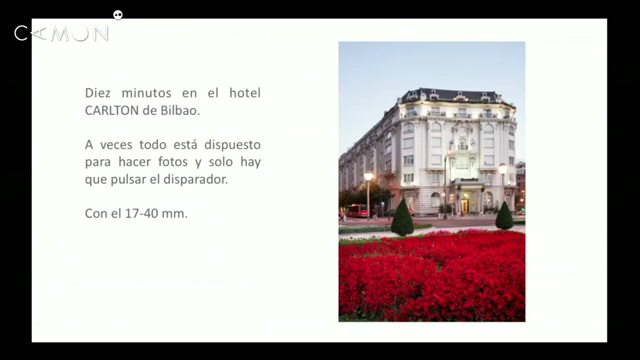 CAMON
Diez minutos en el hotel
CARLTON de Bilbao.
A veces todo está dispuesto
para hacer fotos y solo hay
que pulsar el disparador.
Con el 17-40 mm.